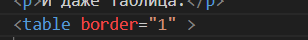 <p>И даже таблица.</p>
<table border="1" >